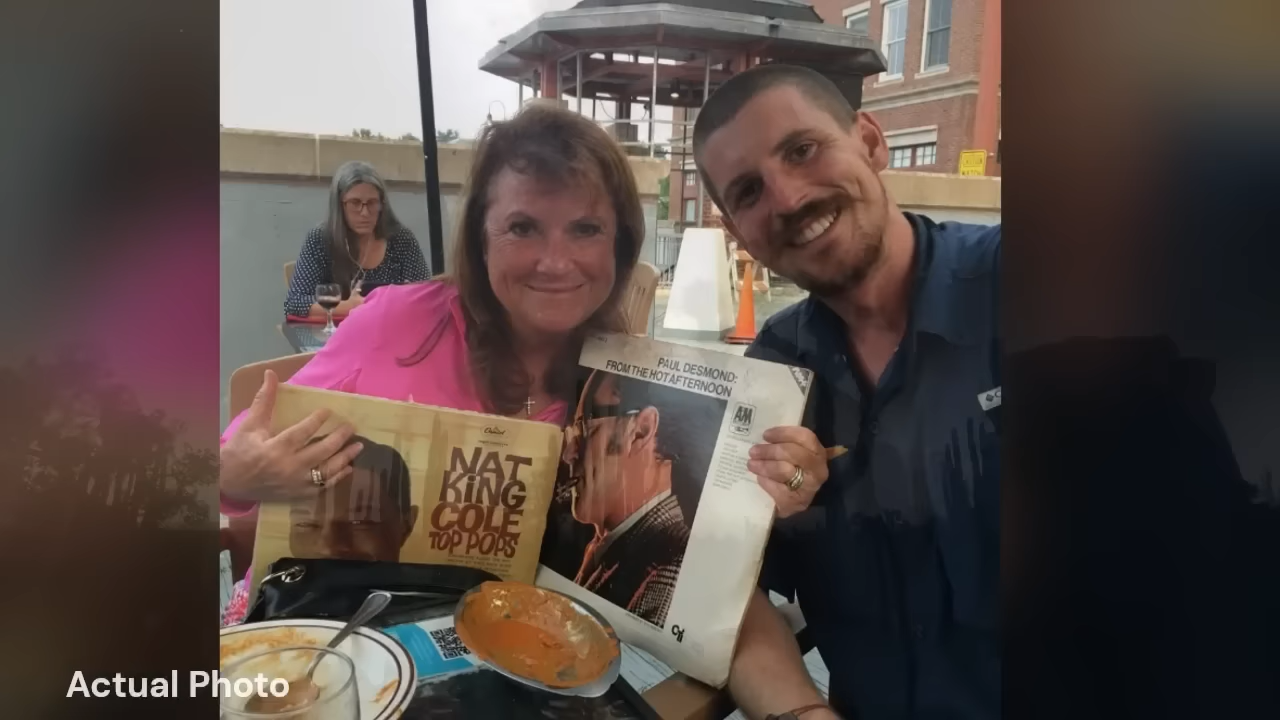 PAUL DESMOND:
FROM THE HOT AFTERNOON
A&M
Capitol
NAT
KING
COLE
TOP POPS
CTi
Actual Photo